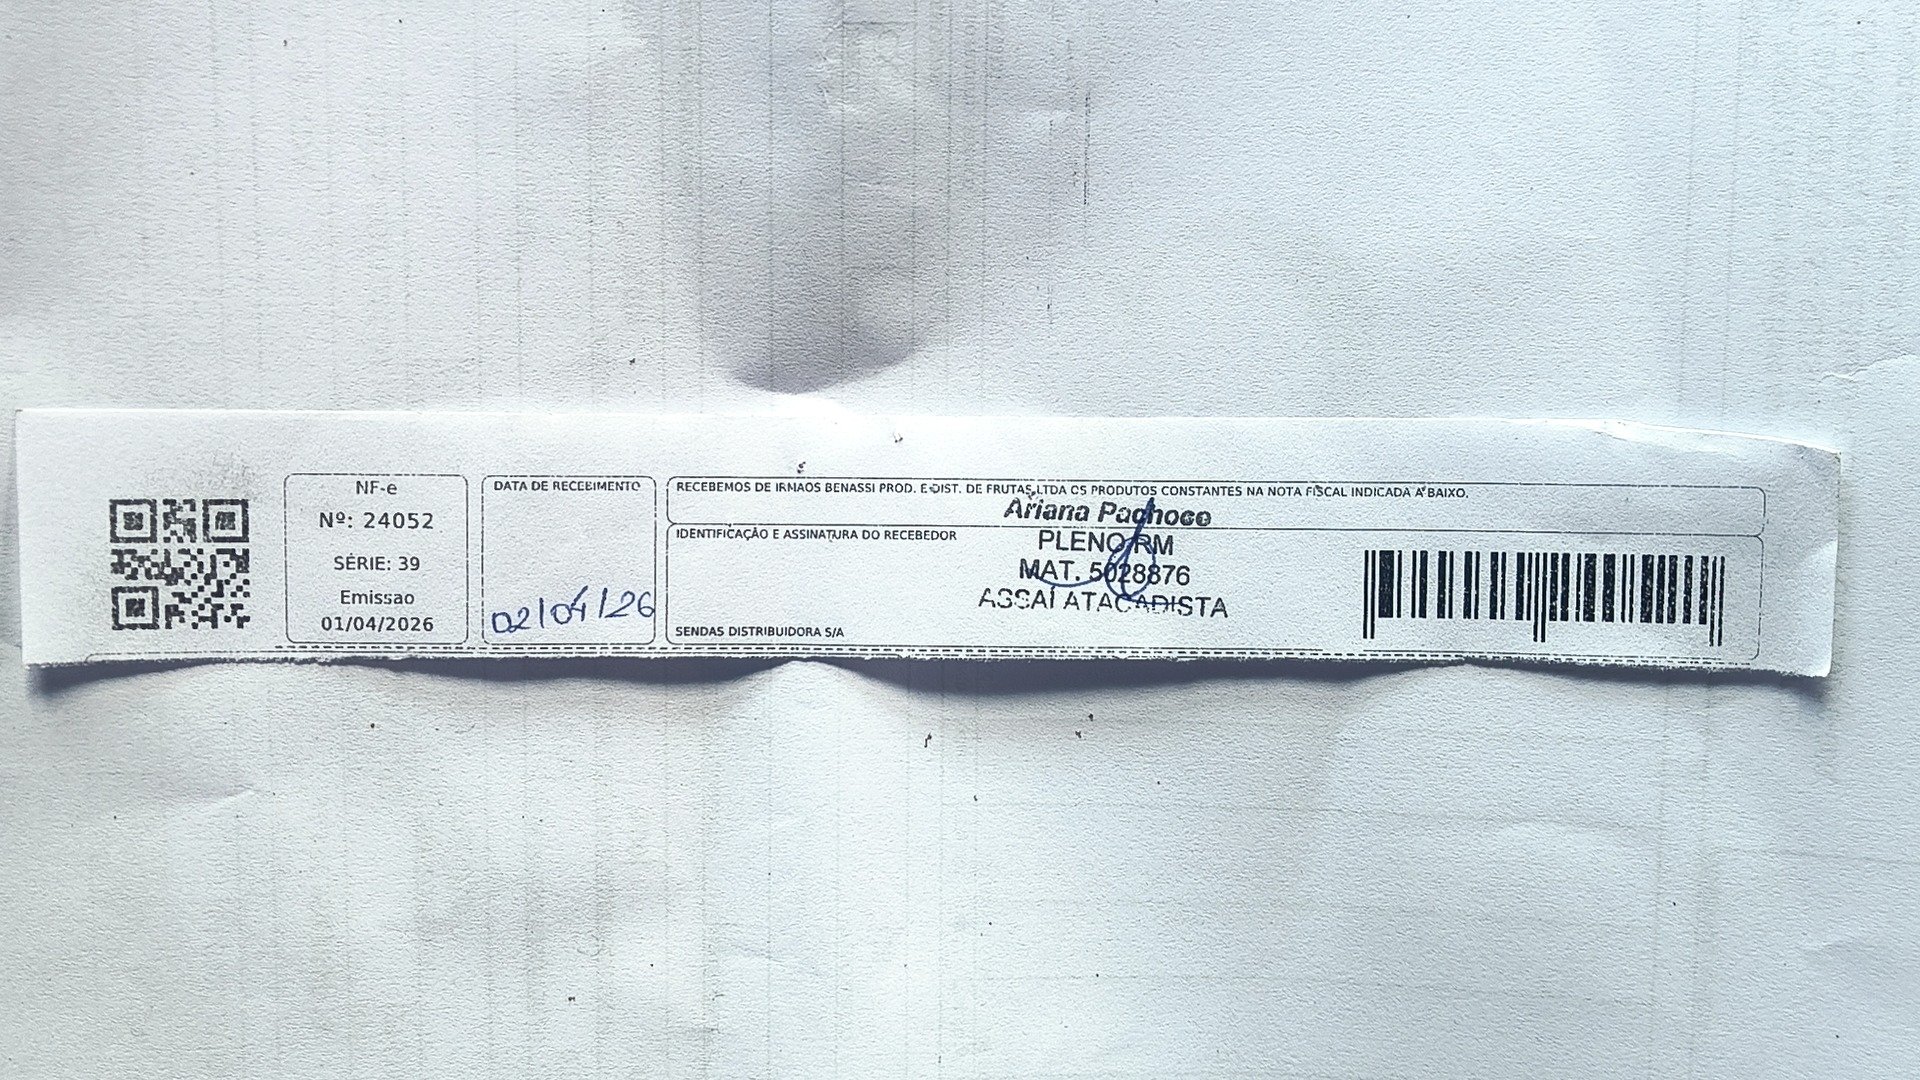 NF-e
Nº: 24052
SÉRIE: 39
Emissao
01/04/2026
DATA DE RECEBIMENTO
02/04/26
RECEBEMOS DE IRMAOS BENASSI PROD. E DIST. DE FRUTAS LTDA OS PRODUTOS CONSTANTES NA NOTA FISCAL INDICADA A BAIXO.
IDENTIFICAÇÃO E ASSINATURA DO RECEBEDOR
Ariana Pachoco
PLENO RM
MAT. 5028876
ASSAÍ ATACADISTA
SENDAS DISTRIBUIDORA S/A